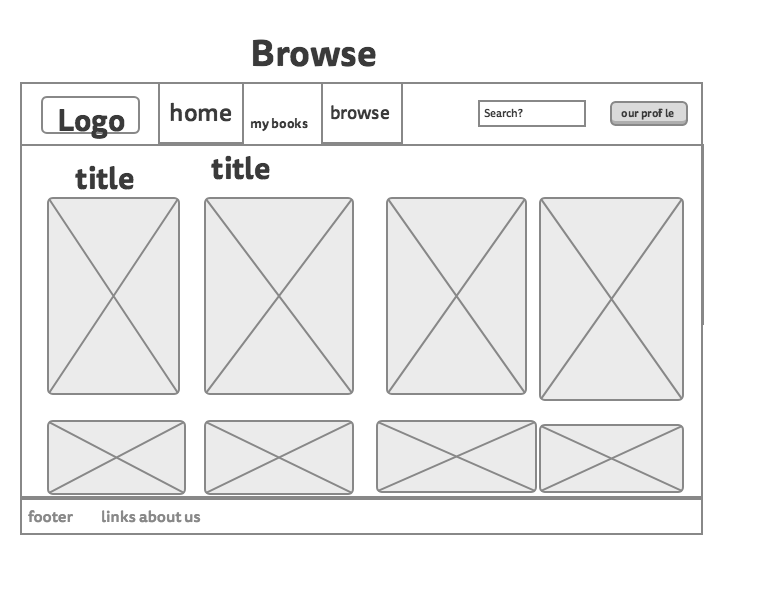 Browse
Logo
home
my books
browse
Search?
our prof le
title
title
footer
links about us